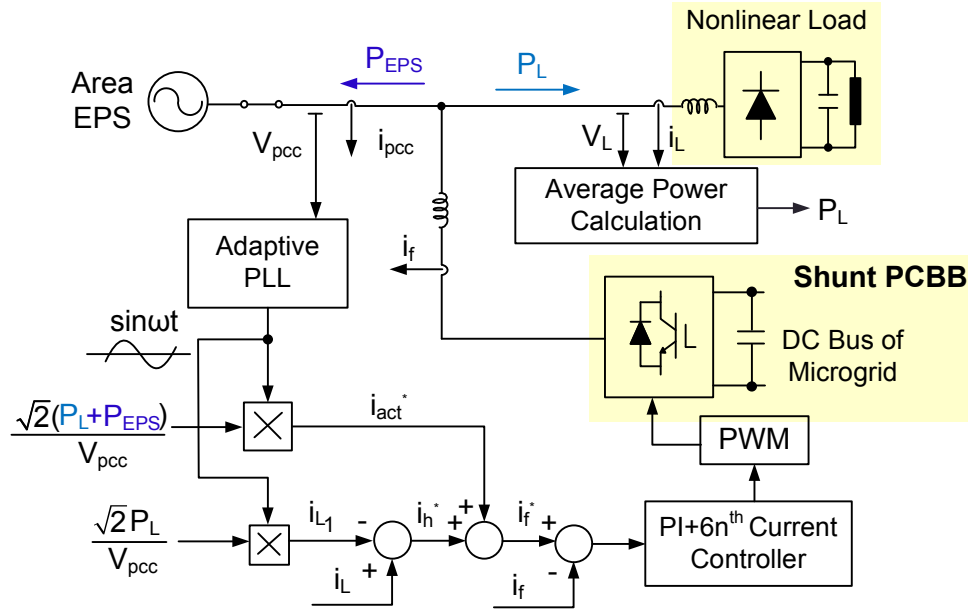 Nonlinear Load
Area
EPS
P_EPS
P_L
V_pcc
i_pcc
V_L
i_L
Average Power
Calculation
P_L
Adaptive
PLL
i_f
Shunt PCBB
DC Bus of
Microgrid
sinωt
√2(P_L+P_EPS)
V_pcc
i_act*
PWM
√2P_L
V_pcc
i_L1
-
+
i_L
i_h*
+
+
i_f*
+
-
i_f
PI+6n^th Current
Controller